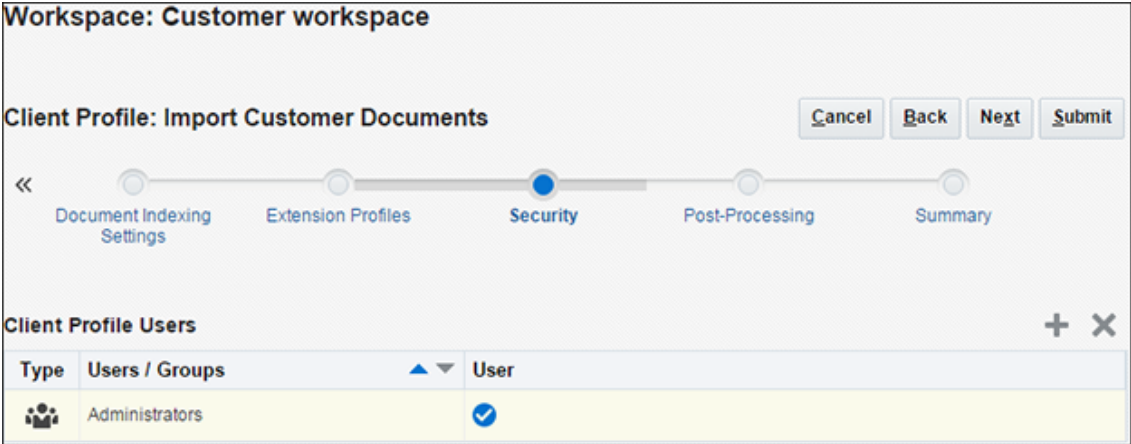 Workspace: Customer workspace
Client Profile: Import Customer Documents
Cancel Back Next Submit
Document Indexing Settings
Extension Profiles
Security
Post-Processing
Summary
Client Profile Users
Type Users / Groups User
Administrators